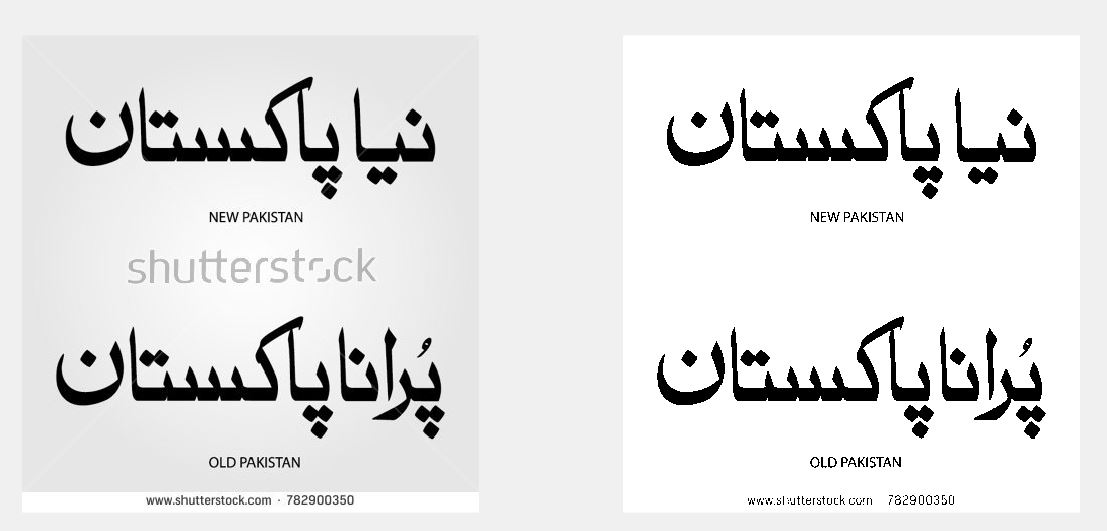 نیا پاکستان
NEW PAKISTAN
shutterstock
پُرانا پاکستان
OLD PAKISTAN
www.shutterstock.com · 782900350
نیا پاکستان
NEW PAKISTAN
پُرانا پاکستان
OLD PAKISTAN
www.shutterstock.com 782900350